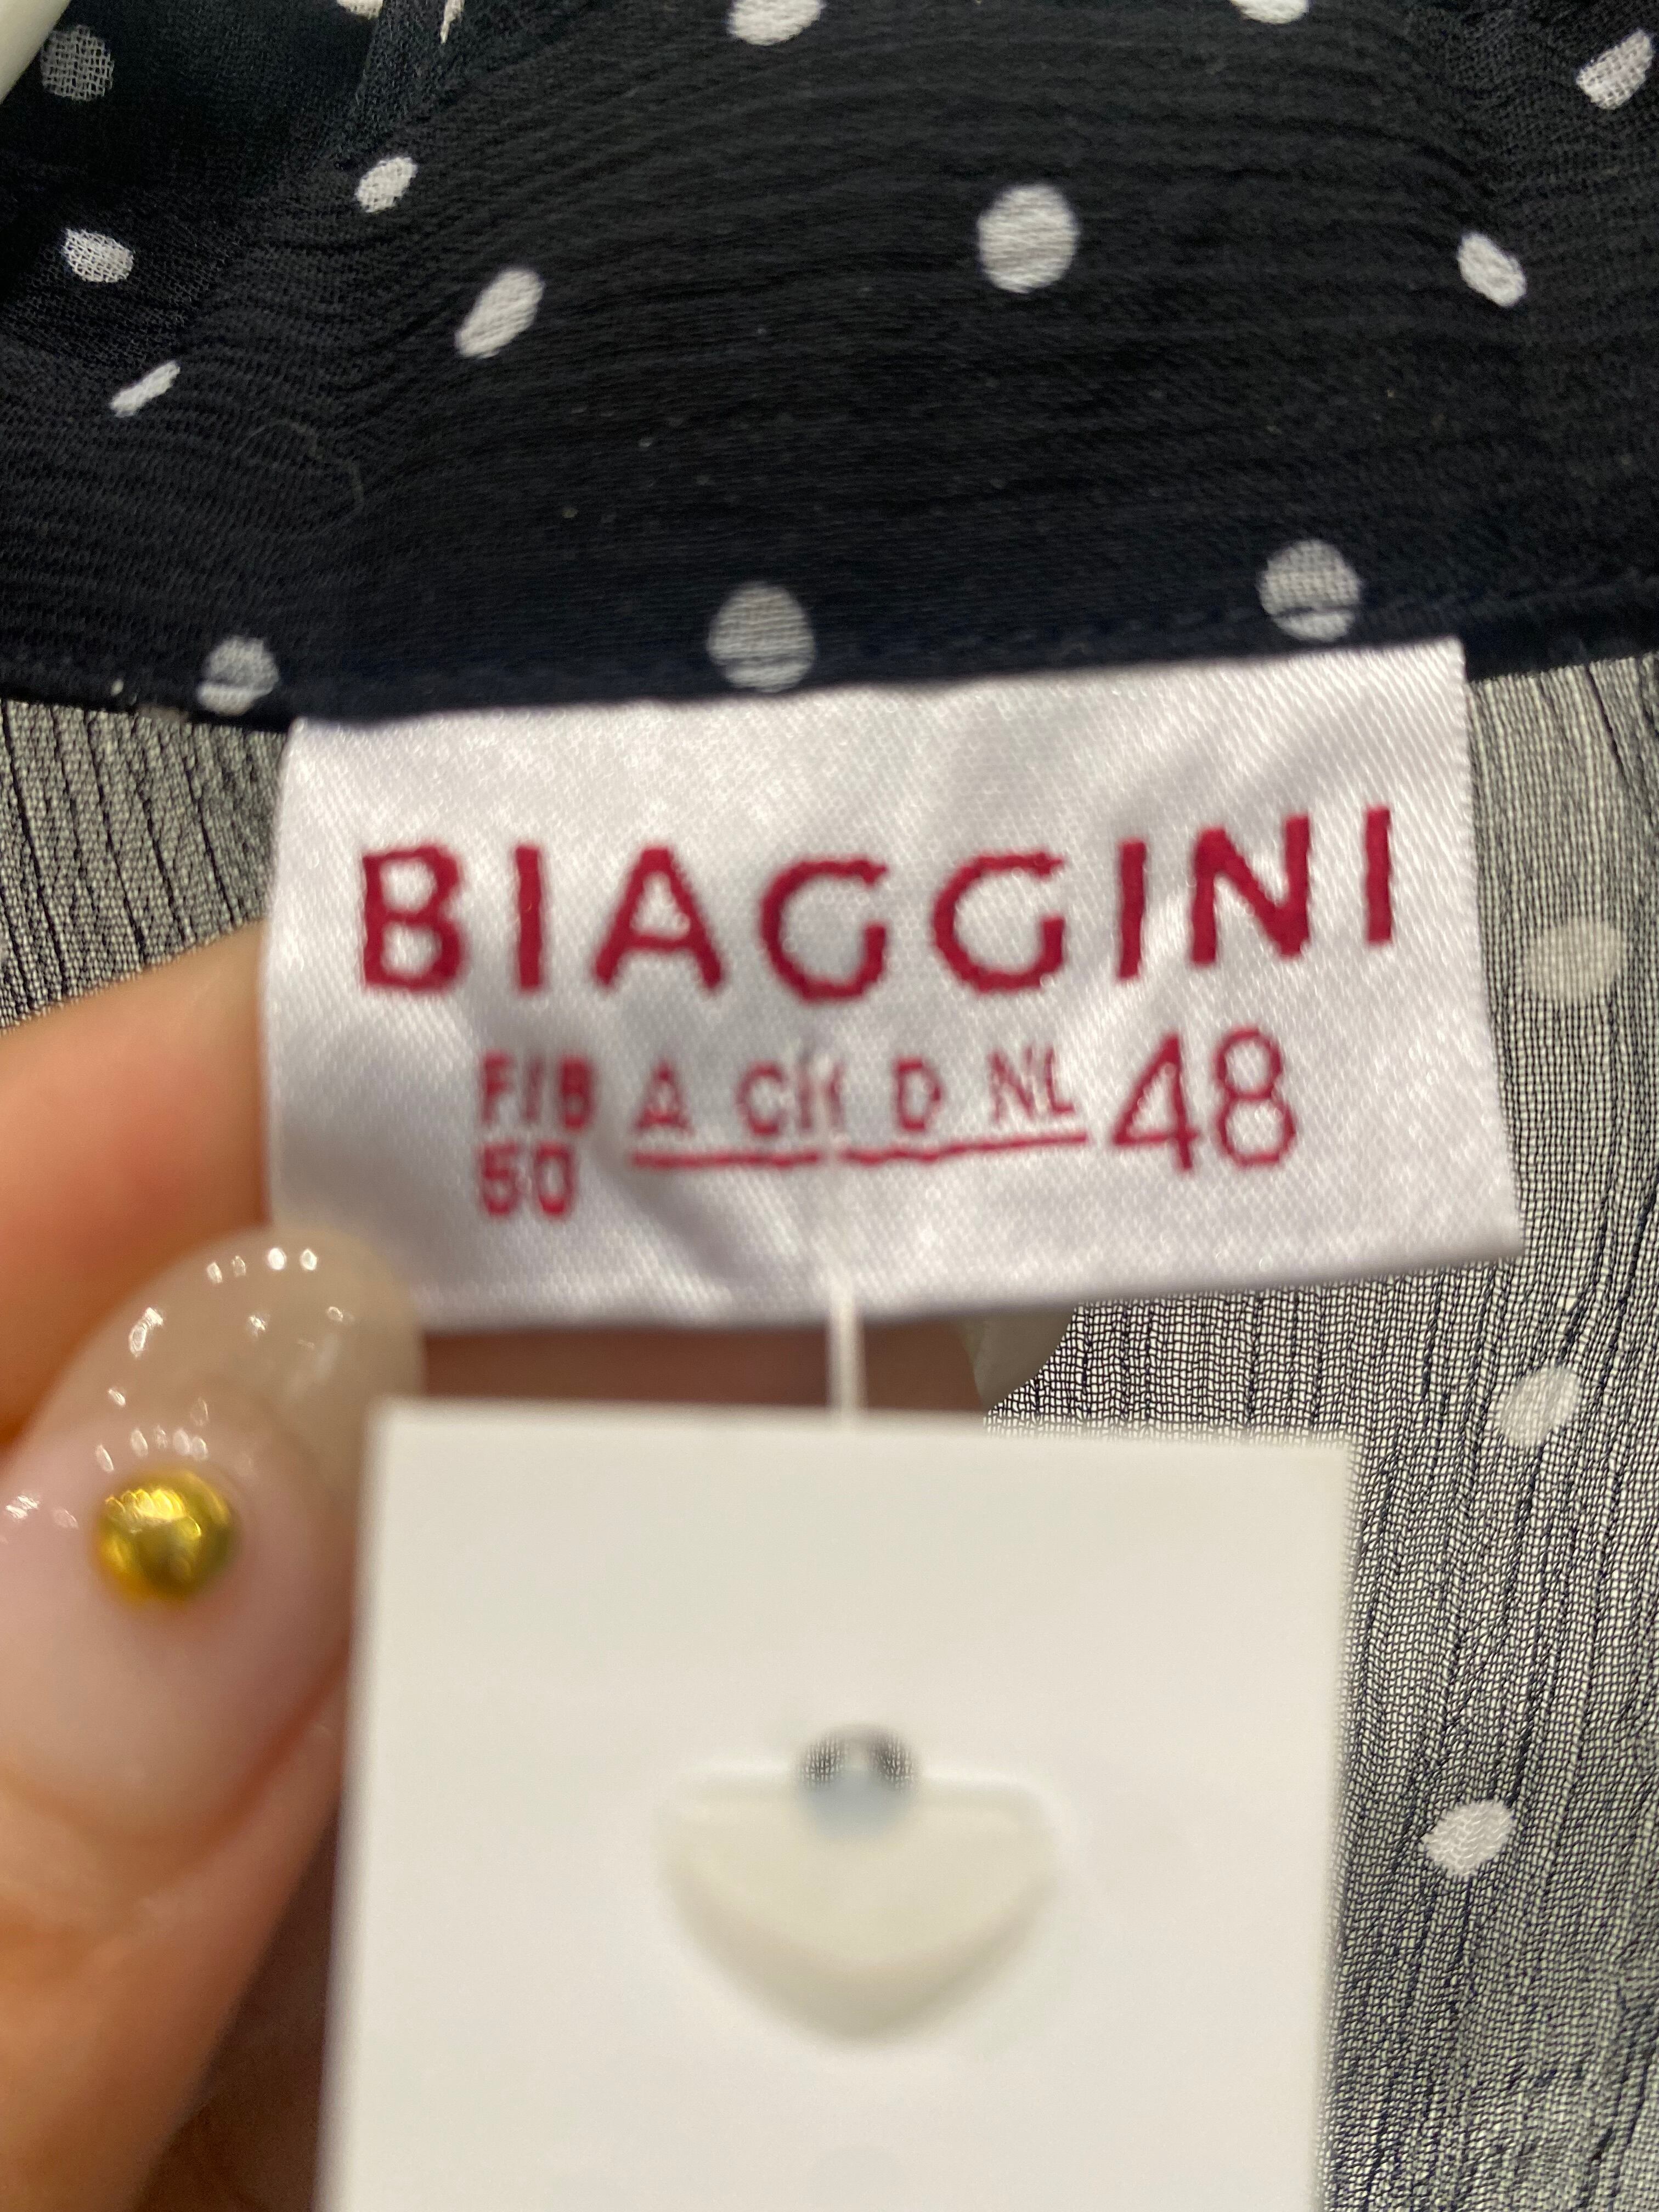 BIAGGINI
F/B A CH D NL 48
50